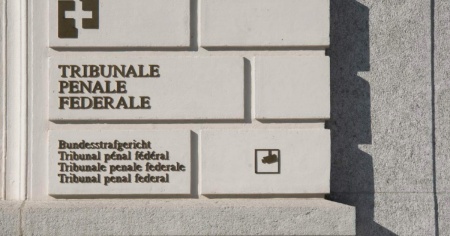 TRIBUNALE
PENALE
FEDERALE
Bundesstrafgericht
Tribunal pénal fédéral
Tribunale penale federale
Tribunal penal federal